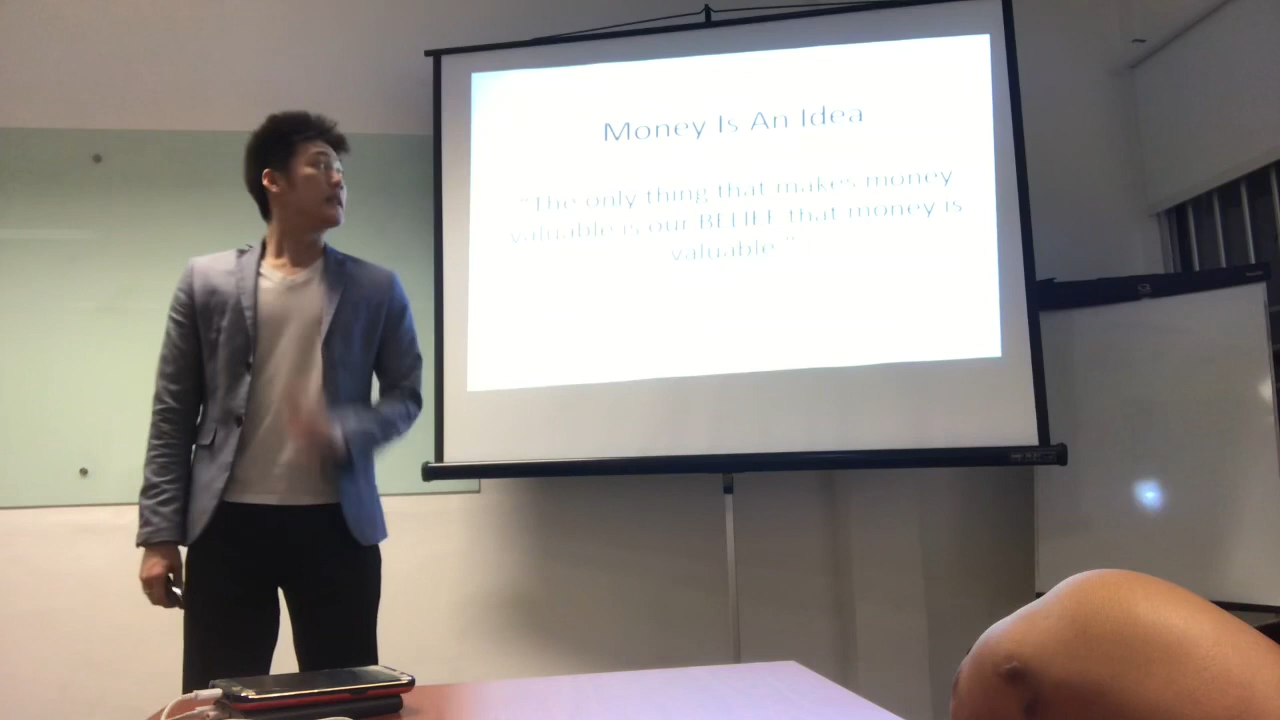 Money Is An Idea
"The only thing that makes money
valuable is our BELIEF that money is
valuable."